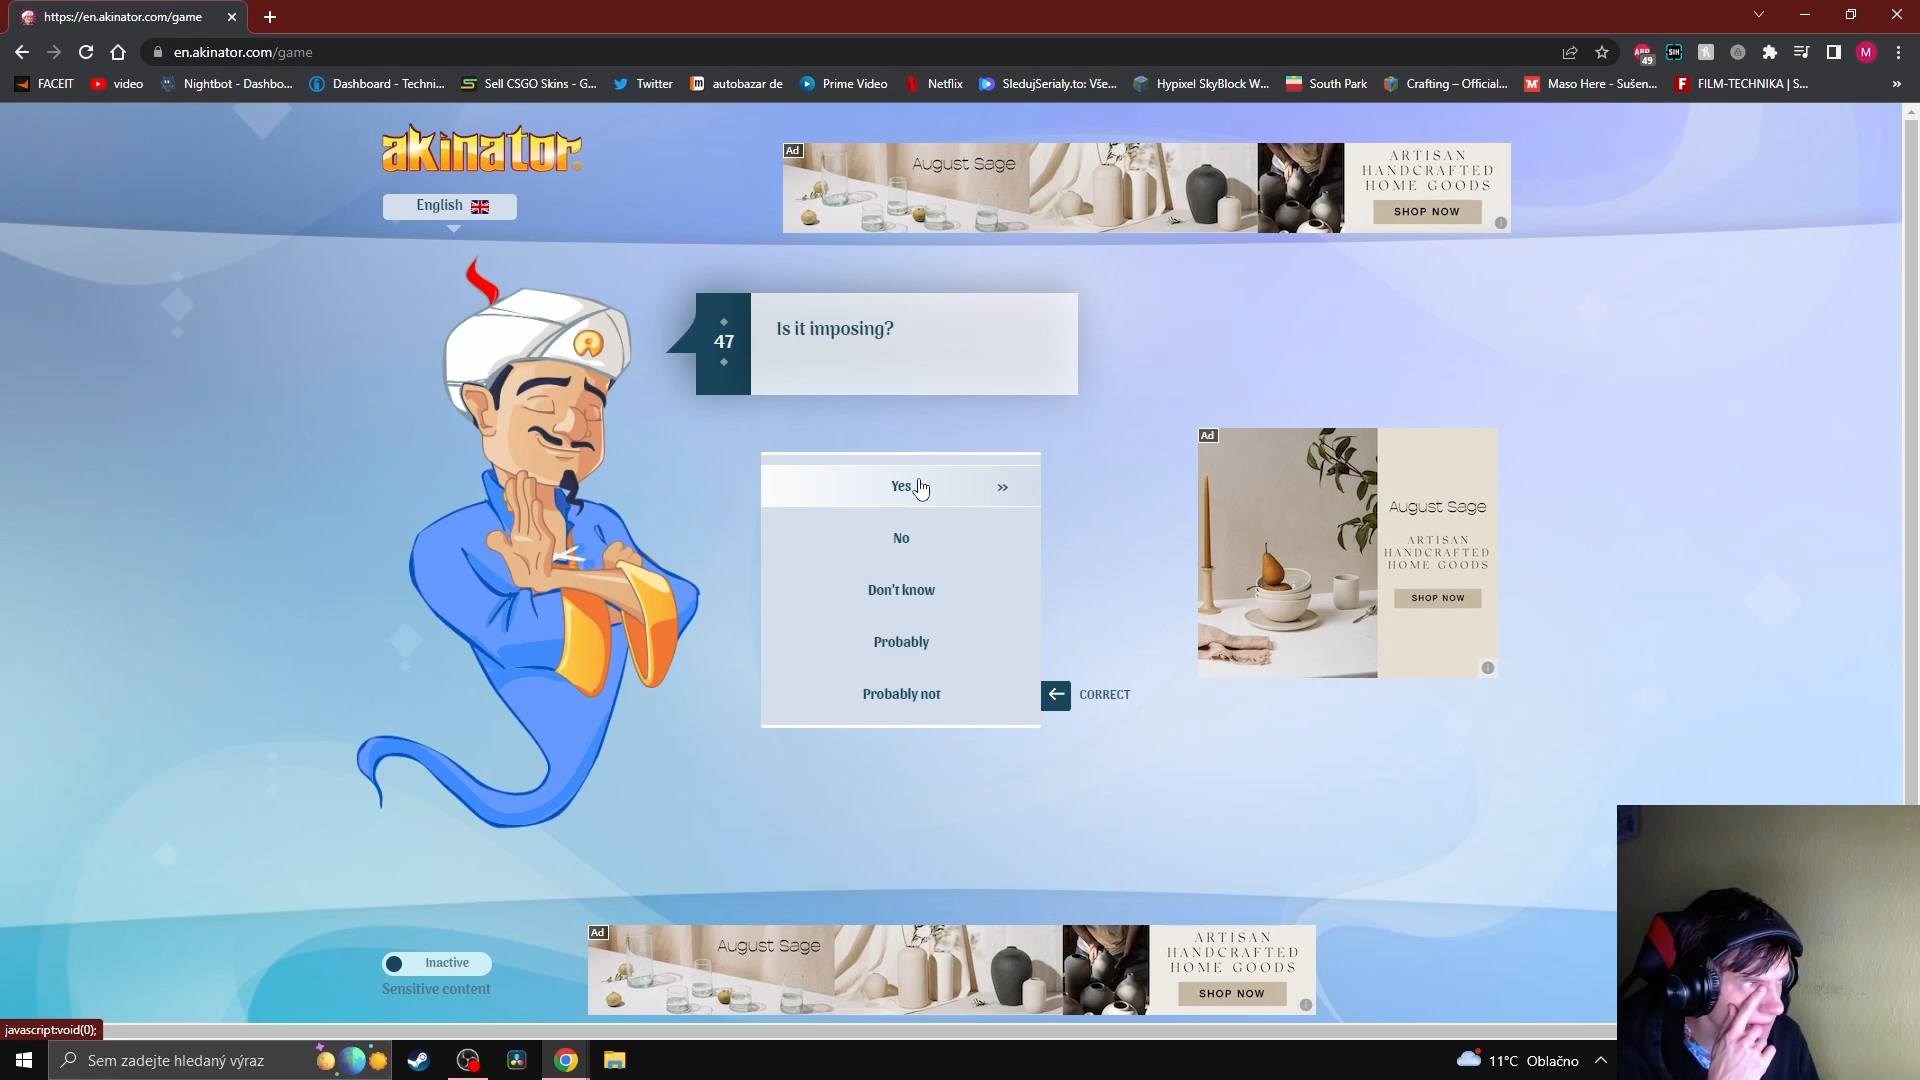 https://en.akinator.com/game
en.akinator.com/game
ABP
49
SIH
M
FACEIT
video
Nightbot - Dashbo...
Dashboard - Techni...
Sell CSGO Skins - G...
Twitter
autobazar de
Prime Video
Netflix
SledujSerialy.to: Vše...
Hypixel SkyBlock W...
South Park
Crafting – Official...
Maso Here - Sušen...
FILM-TECHNIKA | S...
»
akinator
English
Ad
August Sage
ARTISAN
HANDCRAFTED
HOME GOODS
SHOP NOW
47
Is it imposing?
Yes
»
No
Don't know
Probably
Probably not
CORRECT
Ad
August Sage
ARTISAN
HANDCRAFTED
HOME GOODS
SHOP NOW
Ad
August Sage
ARTISAN
HANDCRAFTED
HOME GOODS
SHOP NOW
Inactive
Sensitive content
javascript:void(0);
Sem zadejte hledaný výraz
11°C Oblačno